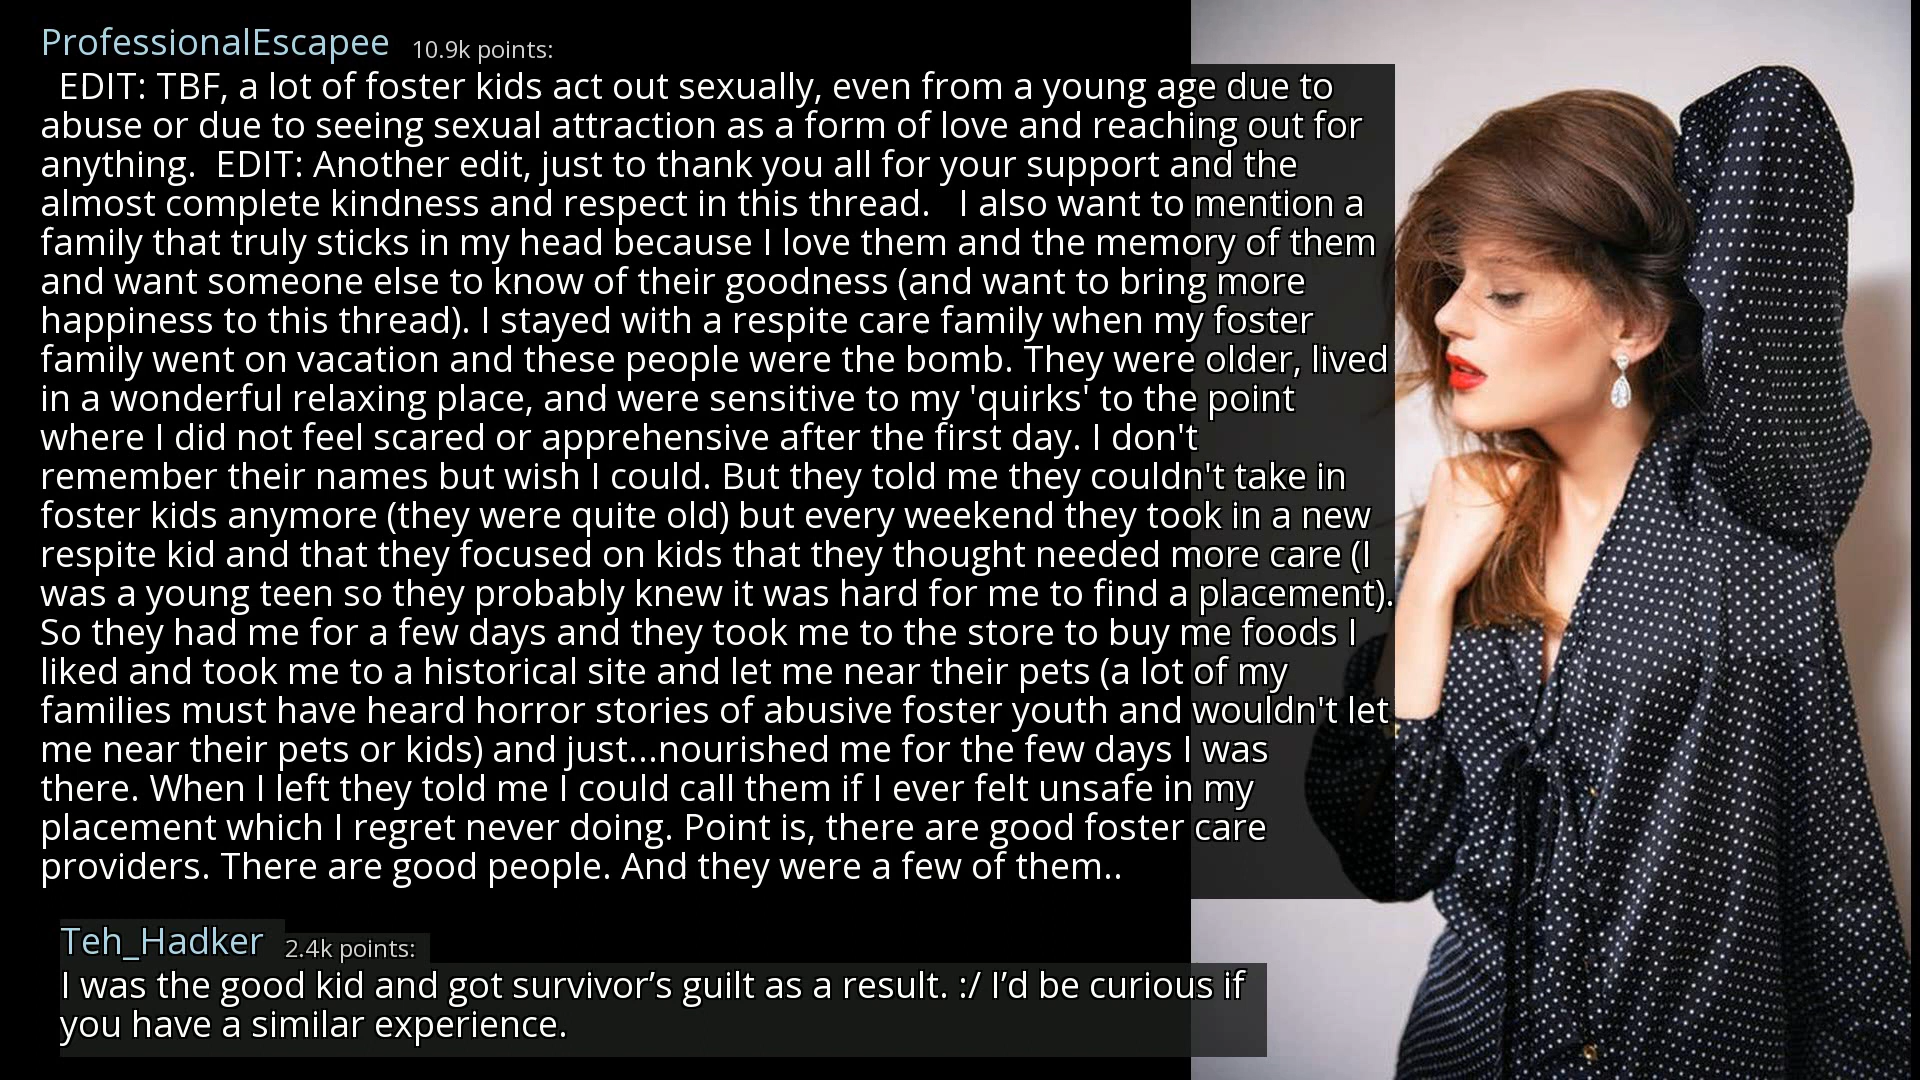 ProfessionalEscapee 10.9k points:
EDIT: TBF, a lot of foster kids act out sexually, even from a young age due to
abuse or due to seeing sexual attraction as a form of love and reaching out for
anything.  EDIT: Another edit, just to thank you all for your support and the
almost complete kindness and respect in this thread.   I also want to mention a
family that truly sticks in my head because I love them and the memory of them
and want someone else to know of their goodness (and want to bring more
happiness to this thread). I stayed with a respite care family when my foster
family went on vacation and these people were the bomb. They were older, lived
in a wonderful relaxing place, and were sensitive to my 'quirks' to the point
where I did not feel scared or apprehensive after the first day. I don't
remember their names but wish I could. But they told me they couldn't take in
foster kids anymore (they were quite old) but every weekend they took in a new
respite kid and that they focused on kids that they thought needed more care (I
was a young teen so they probably knew it was hard for me to find a placement).
So they had me for a few days and they took me to the store to buy me foods I
liked and took me to a historical site and let me near their pets (a lot of my
families must have heard horror stories of abusive foster youth and wouldn't let
me near their pets or kids) and just...nourished me for the few days I was
there. When I left they told me I could call them if I ever felt unsafe in my
placement which I regret never doing. Point is, there are good foster care
providers. There are good people. And they were a few of them..
Teh_Hadker 2.4k points:
I was the good kid and got survivor’s guilt as a result. :/ I’d be curious if
you have a similar experience.